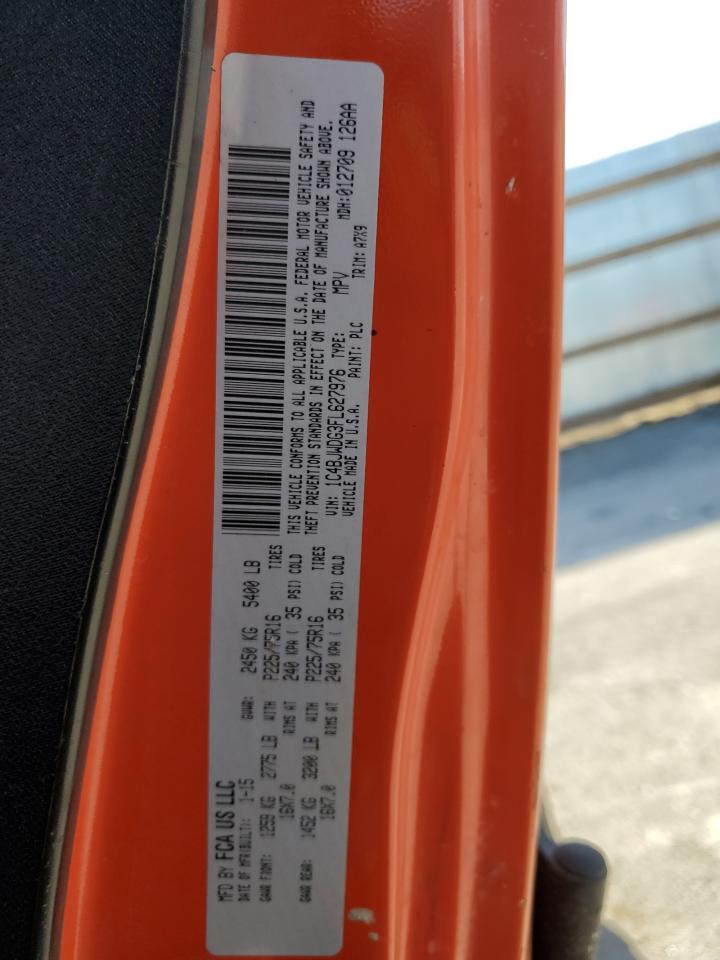 MFD BY FCA US LLC
DATE OF MFR(BUILT): 1-15 GVWR: 2450 KG 5400 LB
GAWR FRONT: 1259 KG 2775 LB WITH P225/75R16 TIRES
16X7.0 RIMS AT 240 KPA ( 35 PSI) COLD
GAWR REAR: 1452 KG 3200 LB WITH P225/75R16 TIRES
16X7.0 RIMS AT 240 KPA ( 35 PSI) COLD
THIS VEHICLE CONFORMS TO ALL APPLICABLE U.S.A. FEDERAL MOTOR VEHICLE SAFETY AND
THEFT PREVENTION STANDARDS IN EFFECT ON THE DATE OF MANUFACTURE SHOWN ABOVE.
VIN: 1C4BJWDG3FL627976 TYPE: MPV MDH:012709 126AA
VEHICLE MADE IN U.S.A. PAINT: PLC TRIM: A7X9